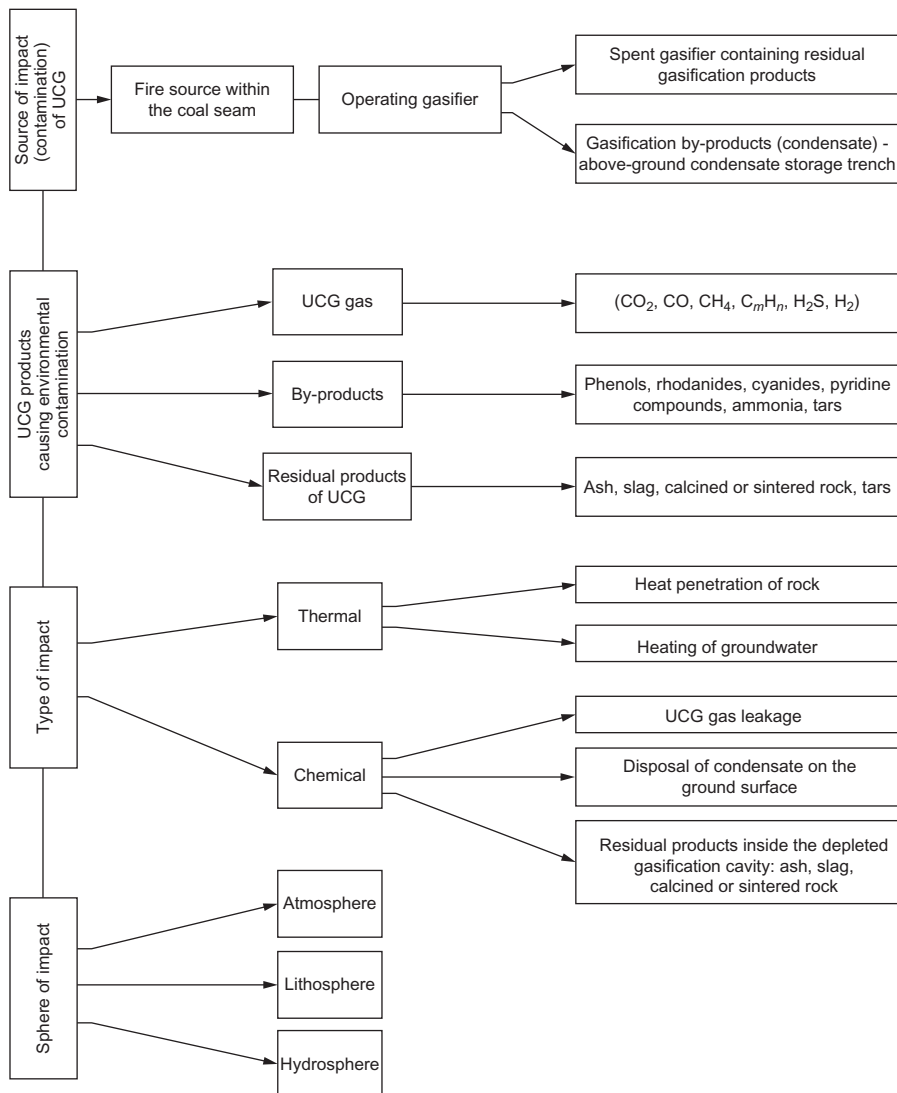 Source of impact
(contamination)
of UCG
Fire source within
the coal seam
Operating gasifier
Spent gasifier containing residual
gasification products
Gasification by-products (condensate) -
above-ground condensate storage trench
UCG products
causing environmental
contamination
UCG gas
(CO₂, CO, CH₄, CₘHₙ, H₂S, H₂)
By-products
Phenols, rhodanides, cyanides, pyridine
compounds, ammonia, tars
Residual products
of UCG
Ash, slag, calcined or sintered rock, tars
Type of impact
Thermal
Heat penetration of rock
Heating of groundwater
Chemical
UCG gas leakage
Disposal of condensate on the
ground surface
Residual products inside the depleted
gasification cavity: ash, slag,
calcined or sintered rock
Sphere of impact
Atmosphere
Lithosphere
Hydrosphere